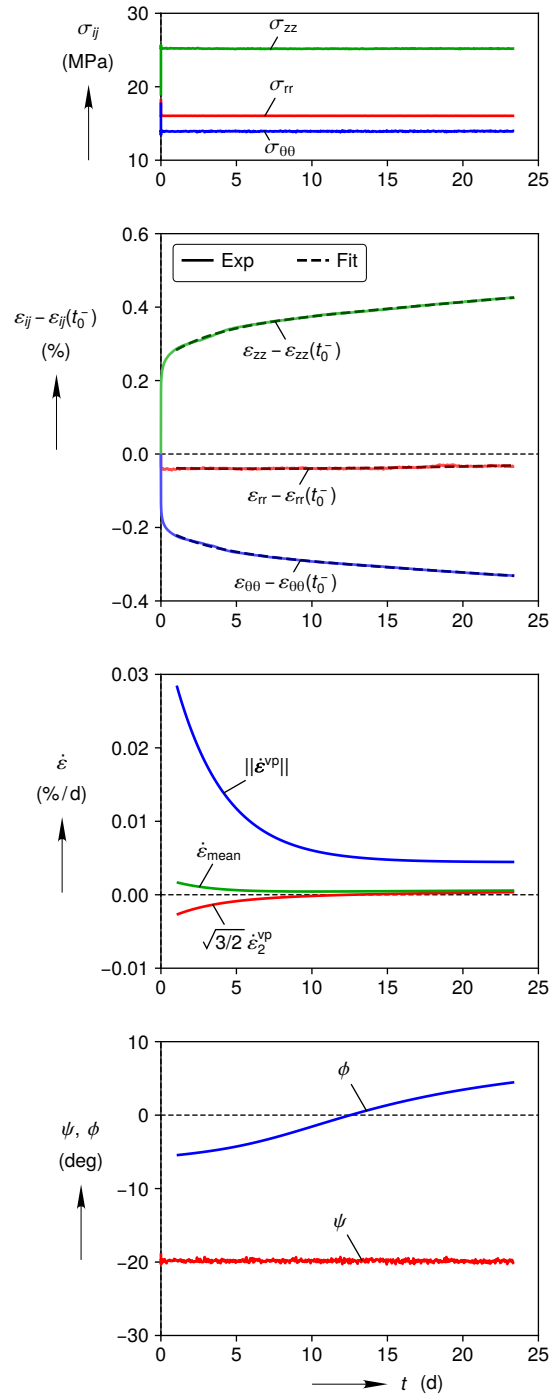 σij
(MPa)
30
20
10
σzz
σrr
σθθ
0 5 10 15 20 25
εij – εij(t0⁻)
(%)
0.6
0.4
0.2
0.0
−0.2
−0.4
Exp Fit
εzz – εzz(t0⁻)
εrr – εrr(t0⁻)
εθθ – εθθ(t0⁻)
0 5 10 15 20 25
ε̇
(%/d)
0.03
0.02
0.01
0.00
−0.01
||ε̇vp||
ε̇mean
√3/2 ε̇2vp
0 5 10 15 20 25
ψ, ϕ
(deg)
10
0
−10
−20
−30
ϕ
ψ
0 5 10 15 20 25
t (d)